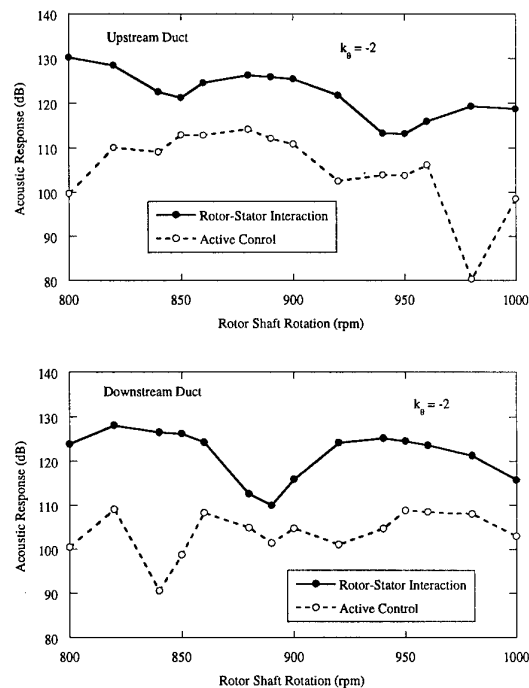 140
Upstream Duct
k_θ = -2
130
120
110
100
90
80
Acoustic Response (dB)
Rotor-Stator Interaction
Active Conrol
800
850
900
950
1000
Rotor Shaft Rotation (rpm)
140
Downstream Duct
k_θ = -2
130
120
110
100
90
80
Acoustic Response (dB)
Rotor-Stator Interaction
Active Control
800
850
900
950
1000
Rotor Shaft Rotation (rpm)